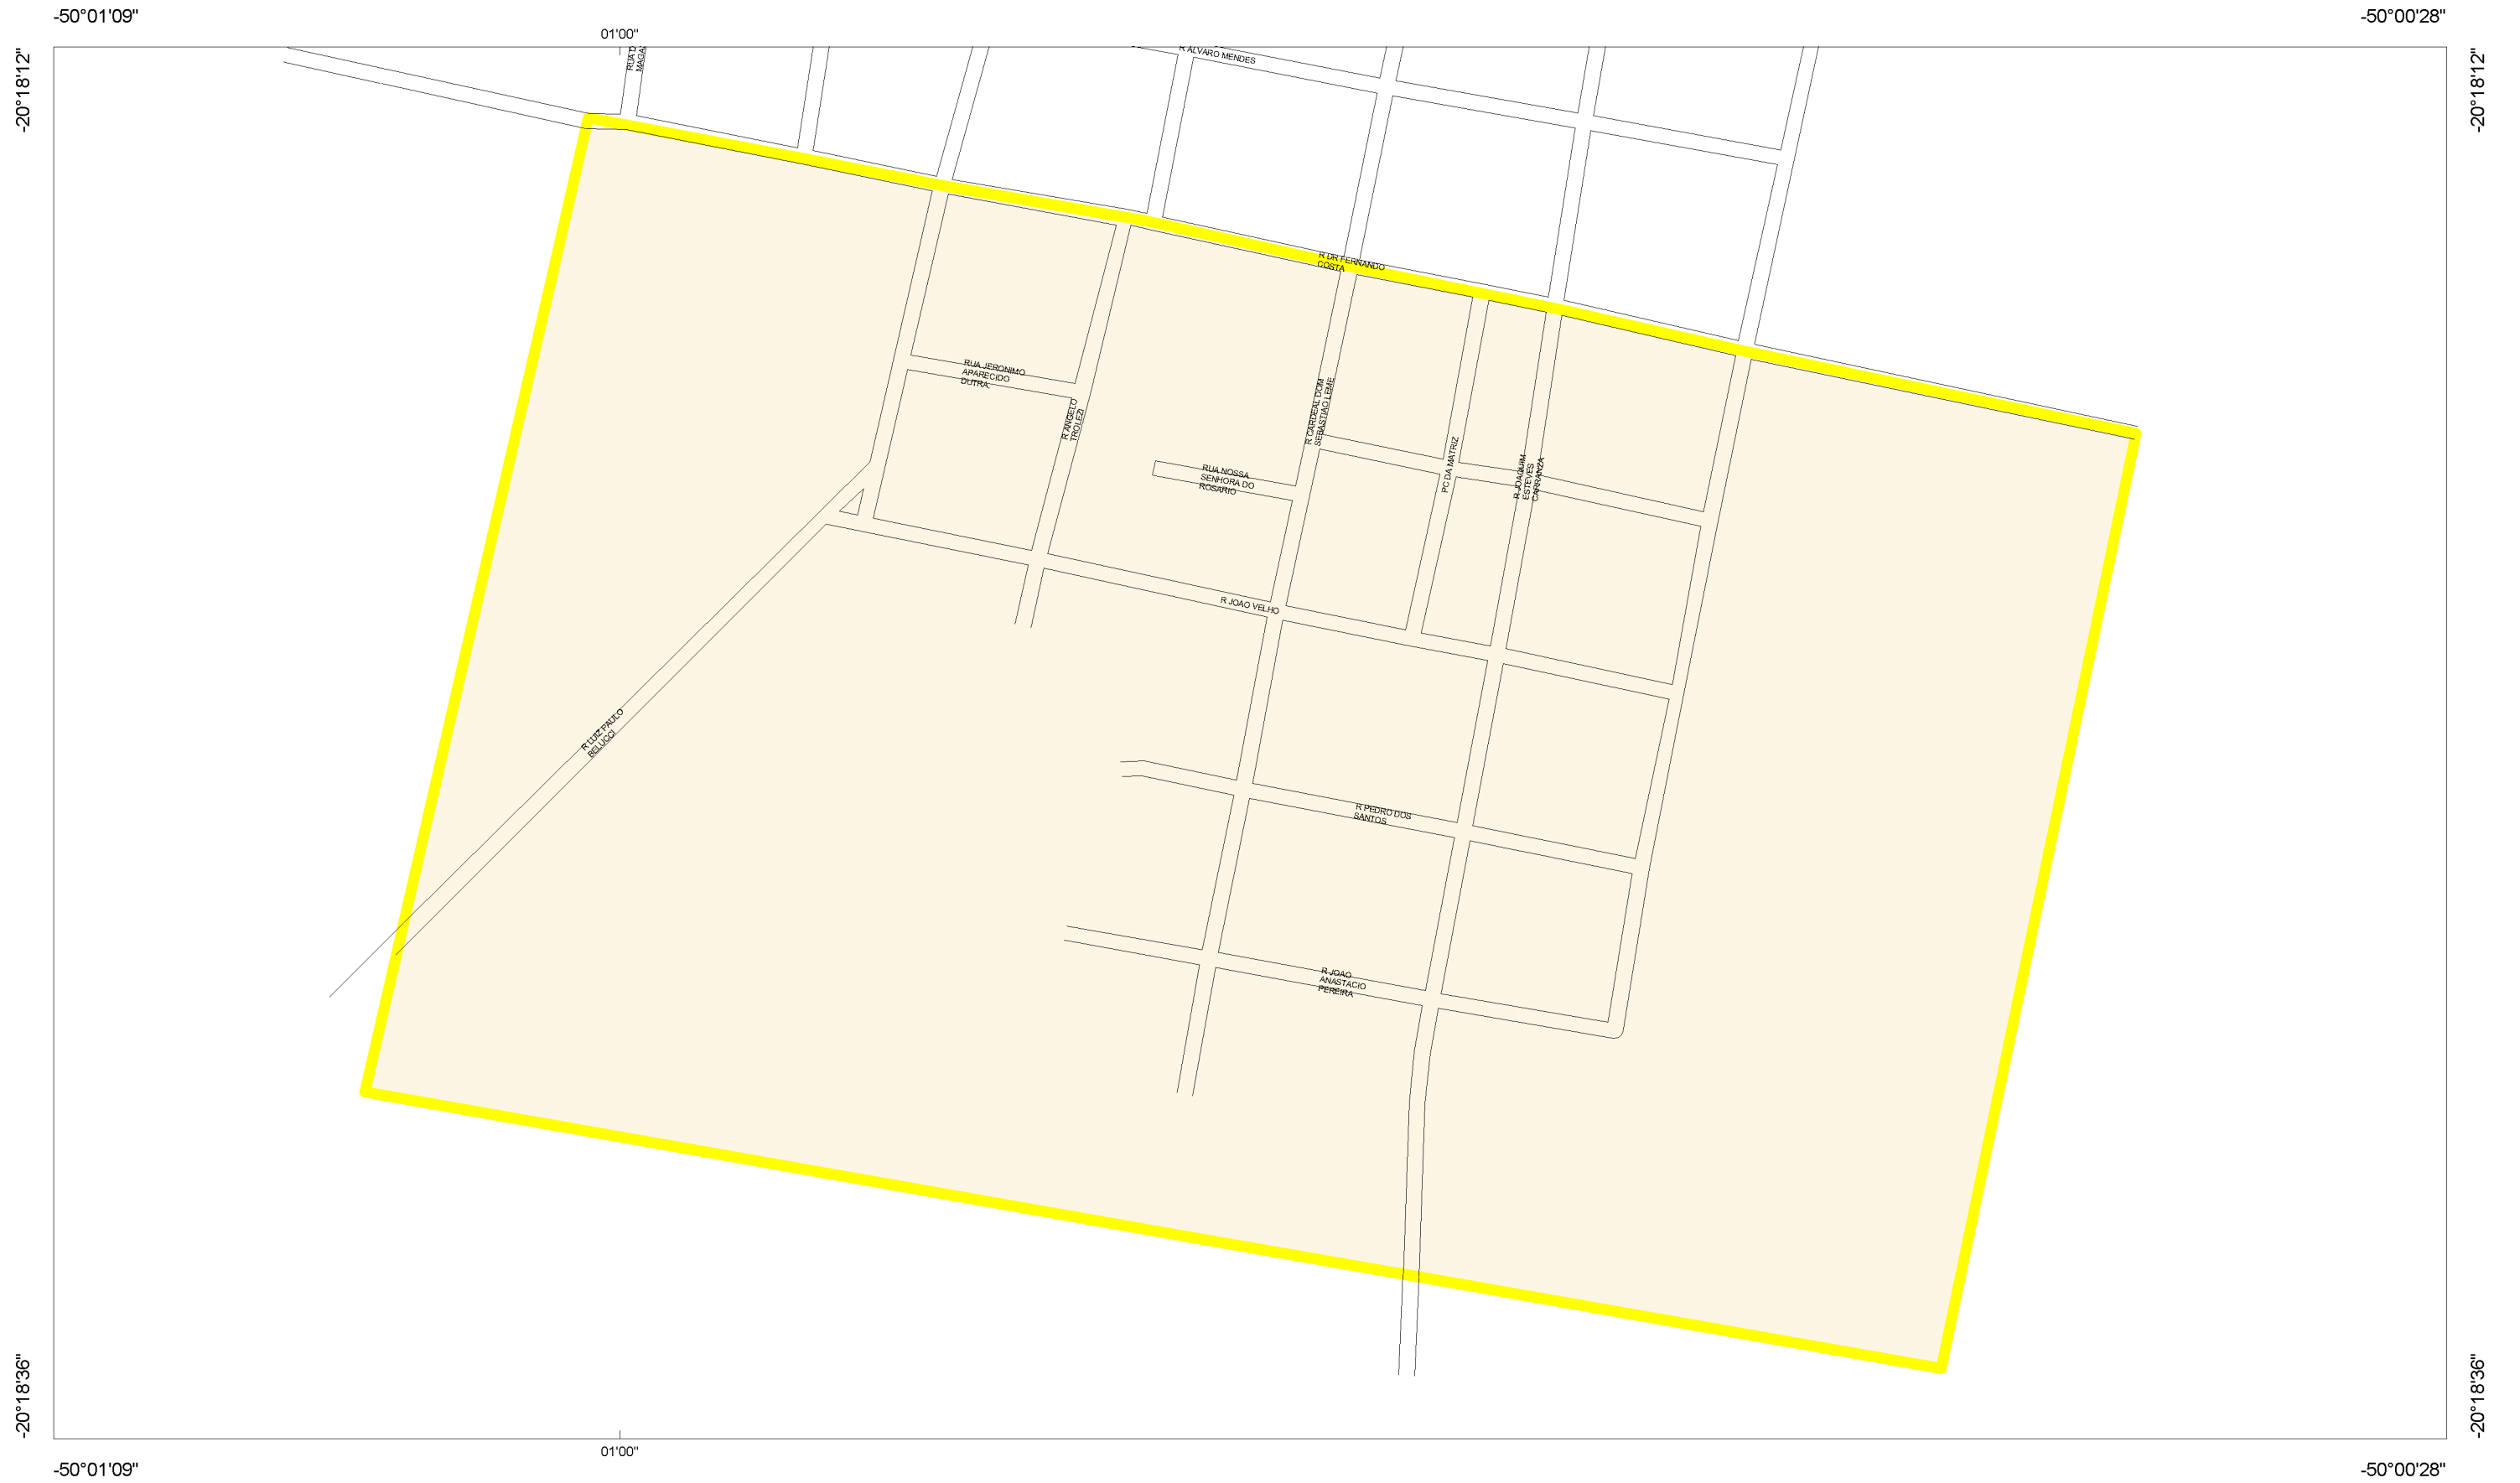 -50°01'09"
-50°00'28"
01'00"
-20°18'12"
-20°18'12"
R ALVARO MENDES
R DR FERNANDO
COSTA
RUA JERONIMO
APARECIDO
DUTRA
R ANGELO
TROLEZI
R CARDEAL DOM
SEBASTIAO LEME
PC DA MATRIZ
R JOAQUIM
ESTEVES
CARRANZA
RUA NOSSA
SENHORA DO
ROSARIO
R JOAO VELHO
R LUIZ PAULO
BELUCCI
R PEDRO DOS
SANTOS
R JOAO
ANASTACIO
PEREIRA
-20°18'36"
-20°18'36"
01'00"
-50°01'09"
-50°00'28"